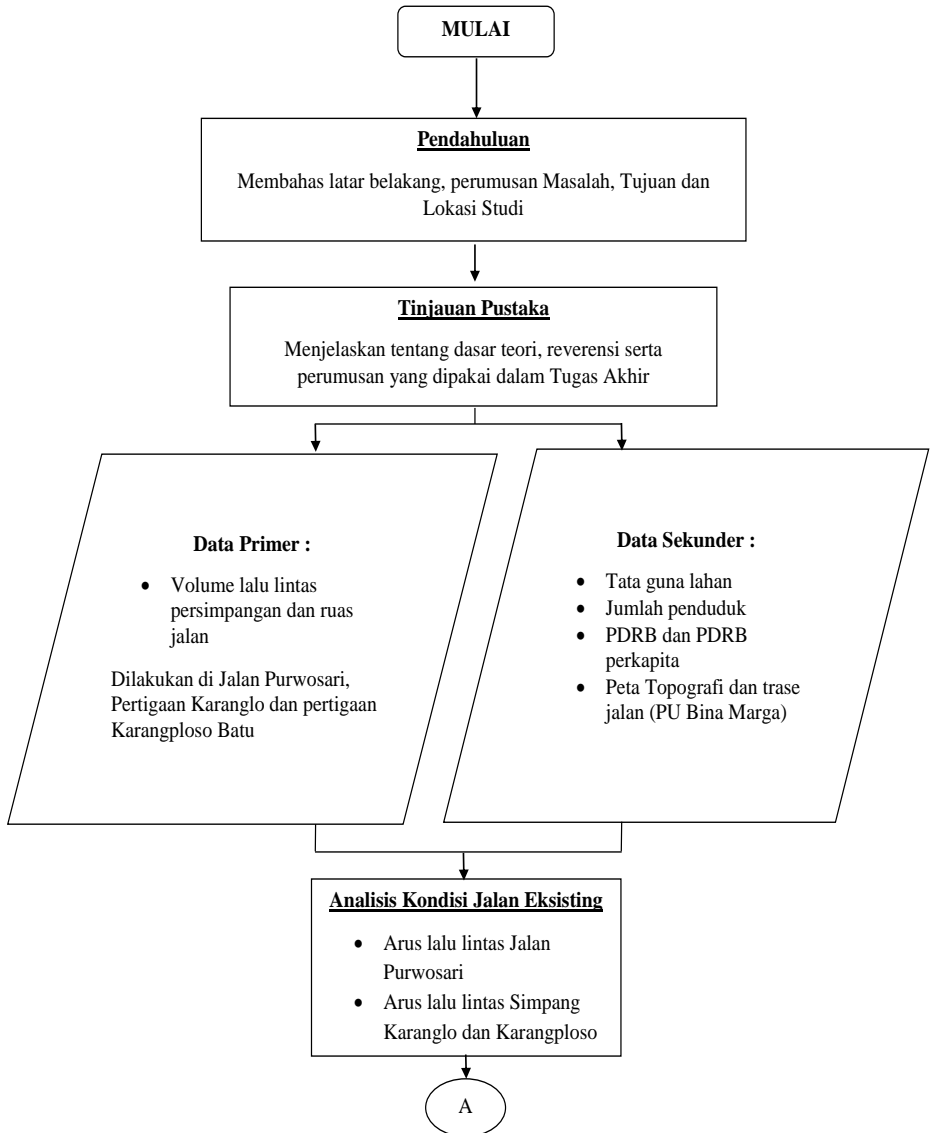 MULAI
Pendahuluan
Membahas latar belakang, perumusan Masalah, Tujuan dan
Lokasi Studi
Tinjauan Pustaka
Menjelaskan tentang dasar teori, reverensi serta
perumusan yang dipakai dalam Tugas Akhir
Data Primer :
• Volume lalu lintas
persimpangan dan ruas
jalan
Dilakukan di Jalan Purwosari,
Pertigaan Karanglo dan pertigaan
Karangploso Batu
Data Sekunder :
• Tata guna lahan
• Jumlah penduduk
• PDRB dan PDRB
perkapita
• Peta Topografi dan trase
jalan (PU Bina Marga)
Analisis Kondisi Jalan Eksisting
• Arus lalu lintas Jalan
Purwosari
• Arus lalu lintas Simpang
Karanglo dan Karangploso
A